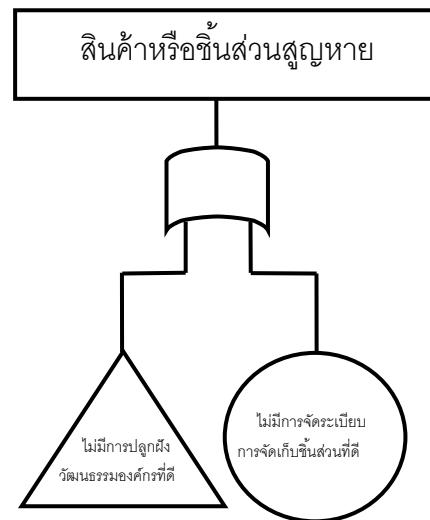 สินค้าหรือชิ้นส่วนสูญหาย
ไม่มีการปลูกฝัง
วัฒนธรรมองค์กรที่ดี
ไม่มีการจัดระเบียบ
การจัดเก็บชิ้นส่วนที่ดี